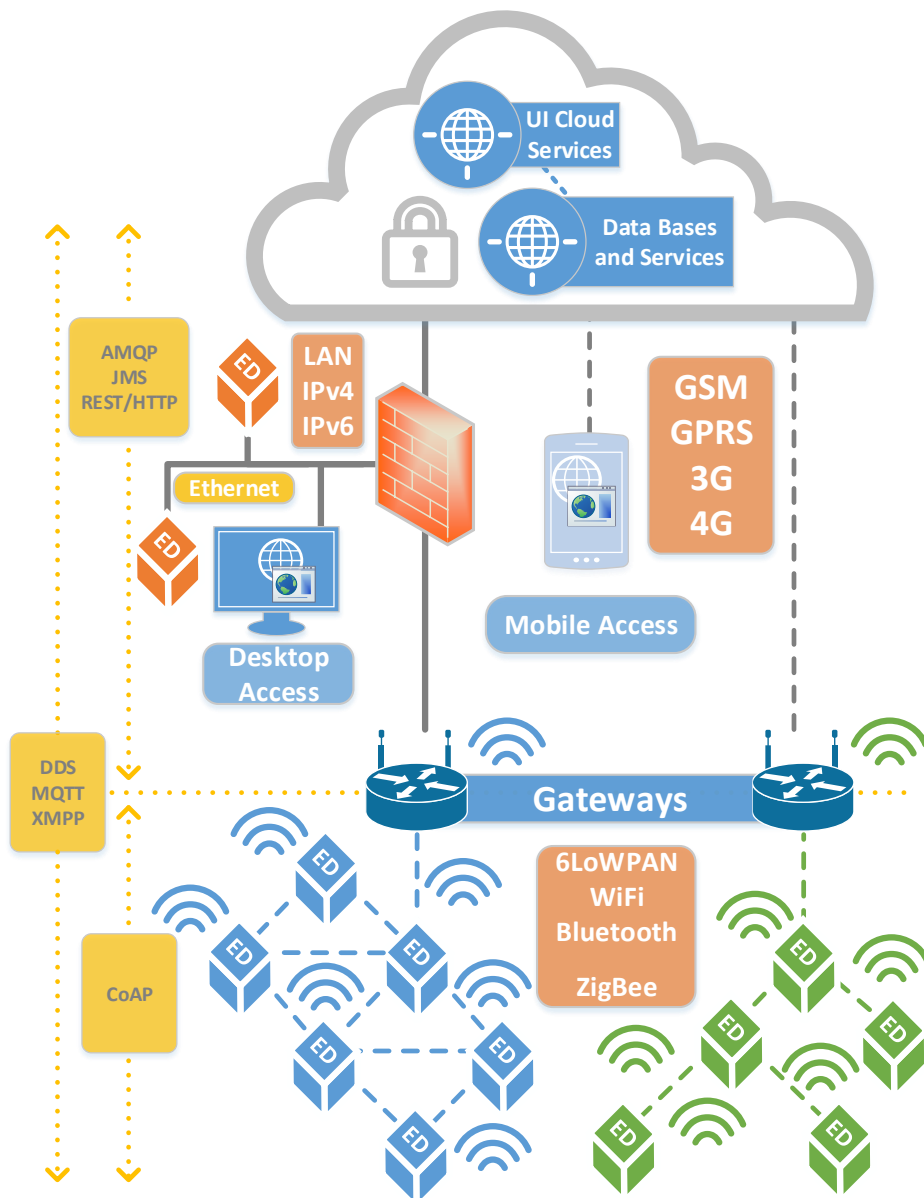 UI Cloud
Services
Data Bases
and Services
AMQP
JMS
REST/HTTP
ED
LAN
IPv4
IPv6
GSM
GPRS
3G
4G
Ethernet
ED
Desktop
Access
Mobile Access
DDS
MQTT
XMPP
Gateways
6LoWPAN
WiFi
Bluetooth
ZigBee
CoAP
ED
ED
ED
ED
ED
ED
ED
ED
ED
ED
ED